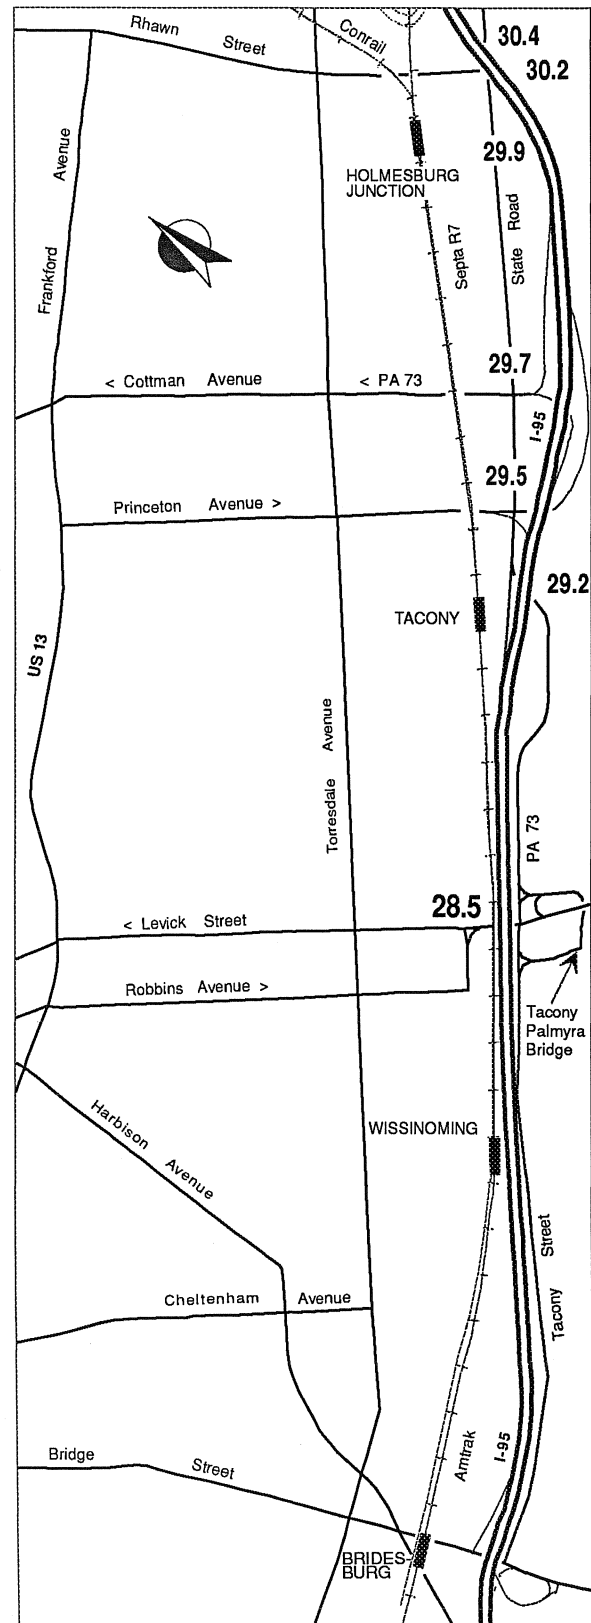 Rhawn
Street
Conrail
30.4
30.2
29.9
HOLMESBURG
JUNCTION
Frankford Avenue
Septa R7
State Road
29.7
< Cottman Avenue
< PA 73
I-95
29.5
Princeton Avenue >
29.2
TACONY
US 13
Torresdale Avenue
PA 73
28.5
< Levick Street
Robbins Avenue >
Tacony
Palmyra
Bridge
Harbison Avenue
WISSINOMING
Tacony Street
Cheltenham Avenue
Amtrak
I-95
Bridge
Street
BRIDES-
BURG